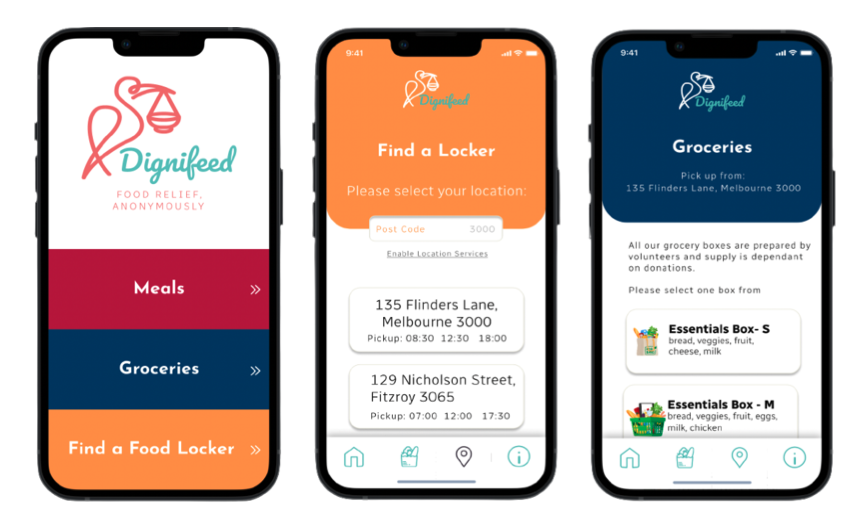 Dignifeed
FOOD RELIEF,
ANONYMOUSLY
Meals »
Groceries »
Find a Food Locker »
9:41
Dignifeed
Find a Locker
Please select your location:
Post Code 3000
Enable Location Services
135 Flinders Lane,
Melbourne 3000
Pickup: 08:30 12:30 18:00
129 Nicholson Street,
Fitzroy 3065
Pickup: 07:00 12:00 17:30
9:41
Dignifeed
Groceries
Pick up from:
135 Flinders Lane, Melbourne 3000
All our grocery boxes are prepared by
volunteers and supply is dependant
on donations.
Please select one box from
Essentials Box- S
bread, veggies, fruit,
cheese, milk
Essentials Box - M
bread, veggies, fruit, eggs,
milk, chicken